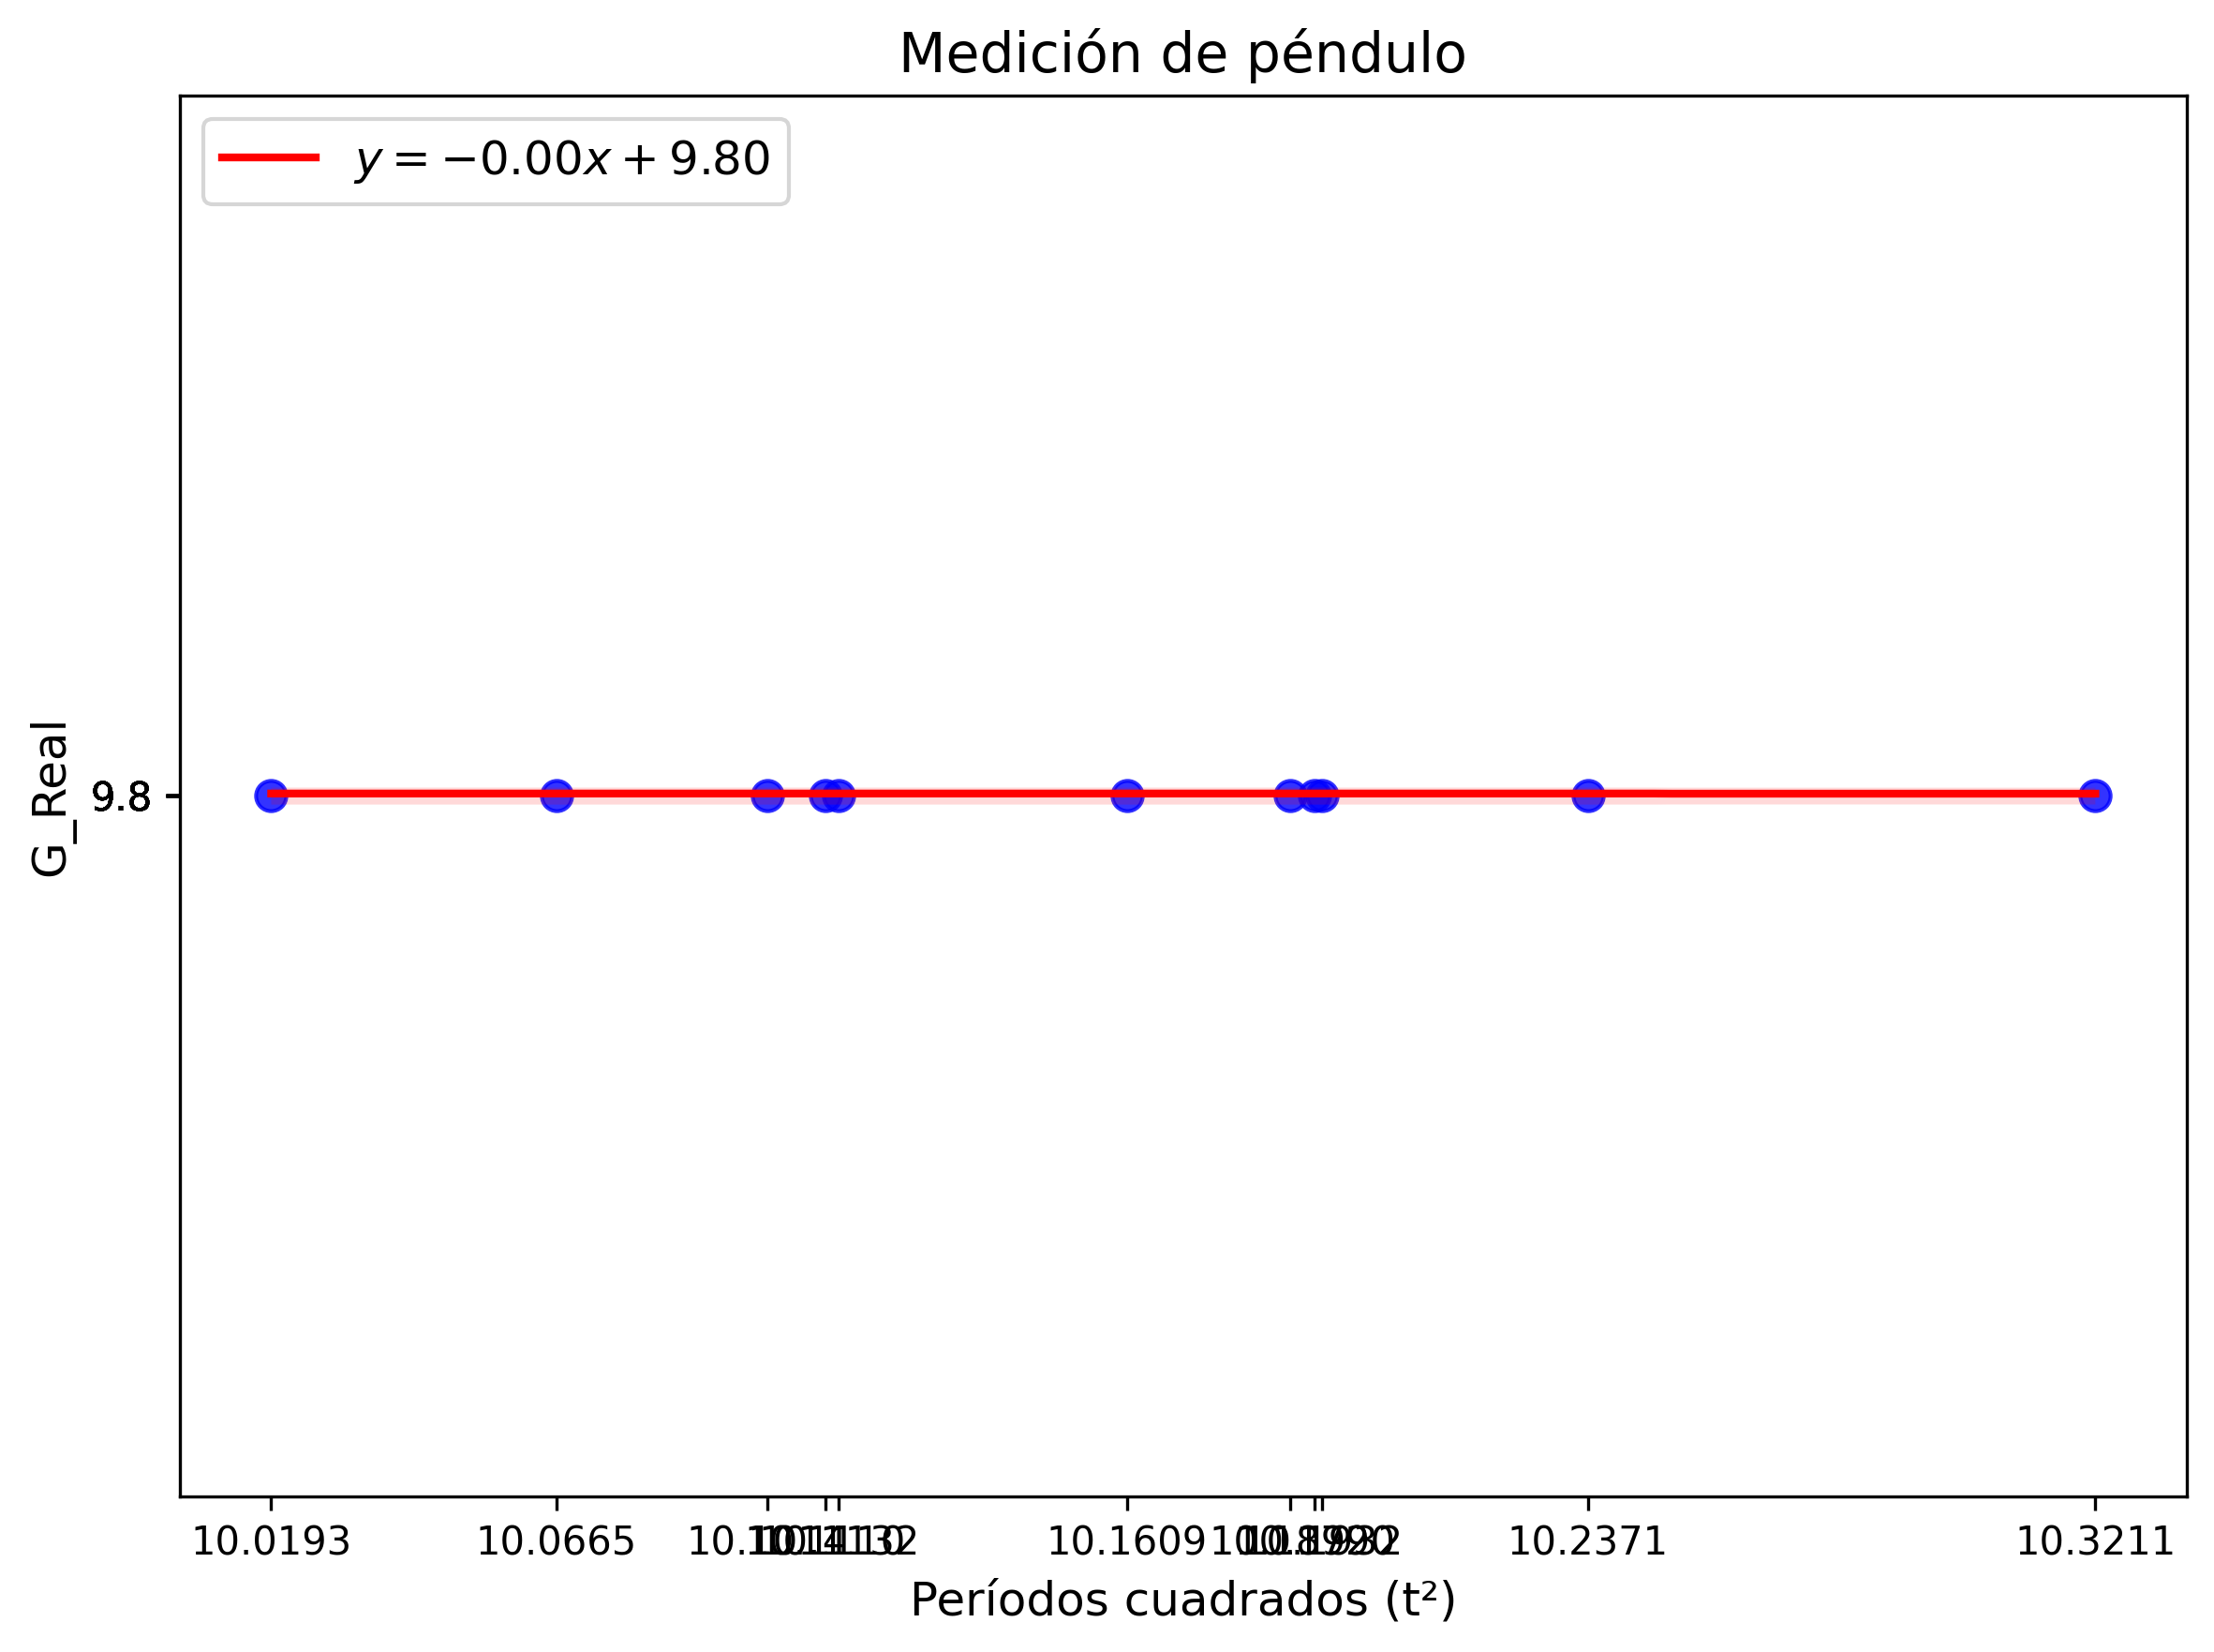 Medición de péndulo
y = −0.00x + 9.80
G_Real
9.8
10.0193
10.0665
10.1609
10.2371
10.3211
Períodos cuadrados (t²)